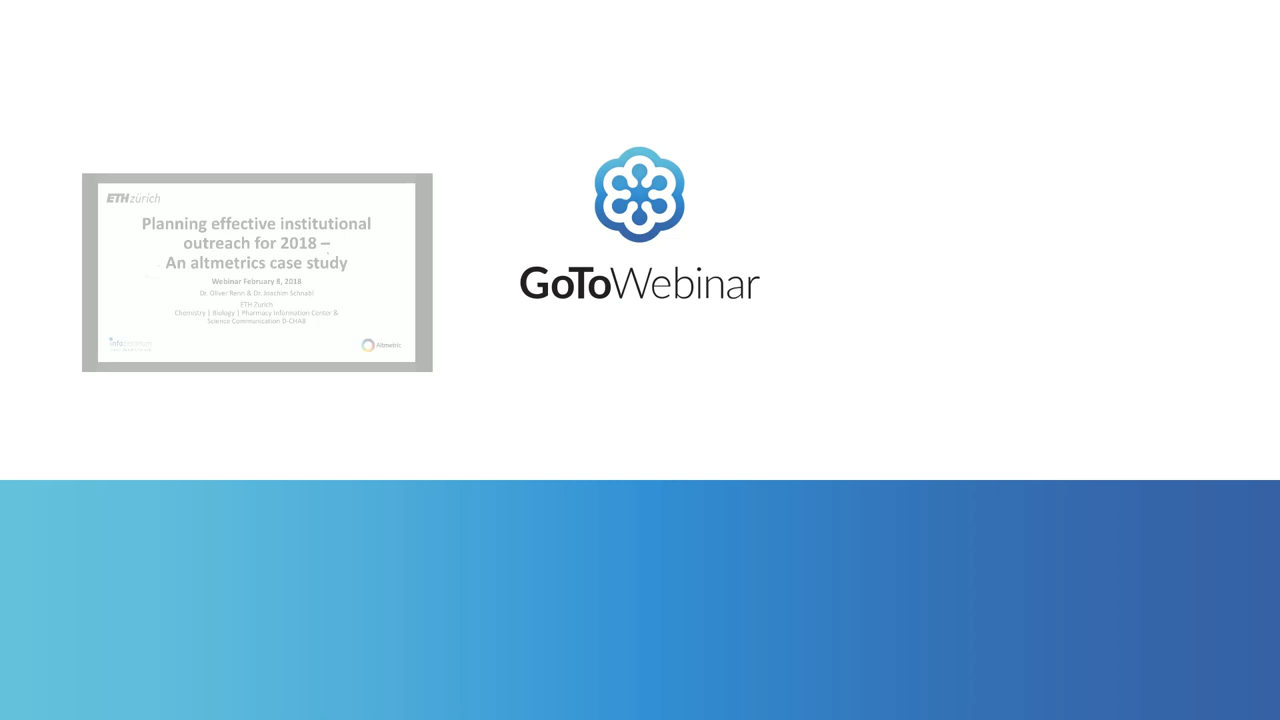 ETH zürich
Planning effective institutional
outreach for 2018 –
An altmetrics case study
Webinar February 8, 2018
Dr. Oliver Renn & Dr. Joachim Schnabl
ETH Zurich
Chemistry | Biology | Pharmacy Information Center &
Science Communication D-CHAB
Altmetric
GoToWebinar